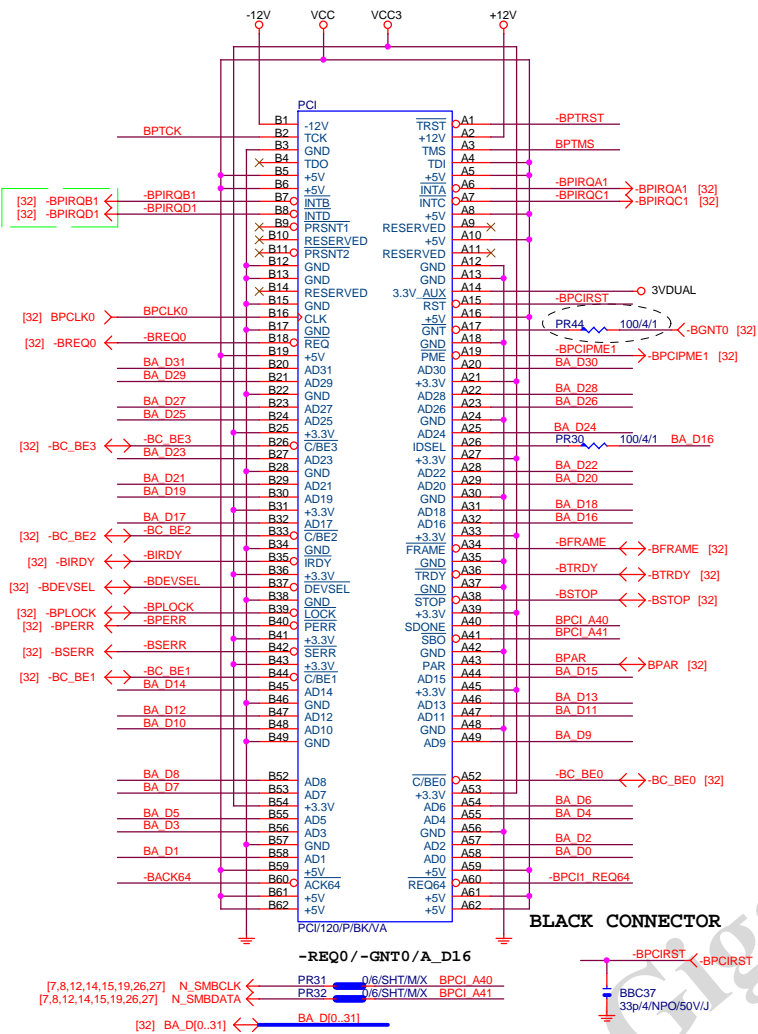 -12V VCC VCC3 +12V
PCI
BPTCK B1 -12V TRST A1 -BPTRST
B2 TCK +12V A2
B3 GND TMS A3 BPTMS
B4 TDO TDI A4
B5 +5V +5V A5
[32] -BPIRQB1 -BPIRQB1 B6 +5V INTA A6 -BPIRQA1 -BPIRQA1 [32]
[32] -BPIRQD1 -BPIRQD1 B7 INTB INTC A7 -BPIRQC1 -BPIRQC1 [32]
B8 INTD +5V A8
B9 PRSNT1 RESERVED A9
B10 RESERVED +5V A10
B11 PRSNT2 RESERVED A11
B12 GND GND A12
B13 GND GND A13
B14 RESERVED 3.3V_AUX A14 3VDUAL
B15 GND RST A15 -BPCIRST
[32] BPCLK0 BPCLK0 B16 CLK +5V A16
B17 GND GNT A17 PR44 100/4/1 -BGNT0 [32]
[32] -BREQ0 -BREQ0 B18 REQ GND A18
B19 +5V PME A19 -BPCIPME1 -BPCIPME1 [32]
BA_D31 B20 AD31 AD30 A20 BA_D30
BA_D29 B21 AD29 +3.3V A21
B22 GND AD28 A22 BA_D28
BA_D27 B23 AD27 AD26 A23 BA_D26
BA_D25 B24 AD25 GND A24
B25 +3.3V AD24 A25 BA_D24
[32] -BC_BE3 -BC_BE3 B26 C/BE3 IDSEL A26 PR30 100/4/1 BA_D16
BA_D23 B27 AD23 +3.3V A27
B28 GND AD22 A28 BA_D22
BA_D21 B29 AD21 AD20 A29 BA_D20
BA_D19 B30 AD19 GND A30
B31 +3.3V AD18 A31 BA_D18
BA_D17 B32 AD17 AD16 A32 BA_D16
[32] -BC_BE2 -BC_BE2 B33 C/BE2 +3.3V A33
B34 GND FRAME A34 -BFRAME -BFRAME [32]
[32] -BIRDY -BIRDY B35 IRDY GND A35
B36 +3.3V TRDY A36 -BTRDY -BTRDY [32]
[32] -BDEVSEL -BDEVSEL B37 DEVSEL GND A37
B38 GND STOP A38 -BSTOP -BSTOP [32]
[32] -BPLOCK -BPLOCK B39 LOCK +3.3V A39
[32] -BPERR -BPERR B40 PERR SDONE A40 BPCI_A40
B41 +3.3V SBO A41 BPCI_A41
[32] -BSERR -BSERR B42 SERR GND A42
B43 +3.3V PAR A43 BPAR BPAR [32]
[32] -BC_BE1 -BC_BE1 B44 C/BE1 AD15 A44 BA_D15
BA_D14 B45 AD14 +3.3V A45
B46 GND AD13 A46 BA_D13
BA_D12 B47 AD12 AD11 A47 BA_D11
BA_D10 B48 AD10 GND A48
B49 GND AD9 A49 BA_D9
BA_D8 B52 AD8 C/BE0 A52 -BC_BE0 -BC_BE0 [32]
BA_D7 B53 AD7 +3.3V A53
B54 +3.3V AD6 A54 BA_D6
BA_D5 B55 AD5 AD4 A55 BA_D4
BA_D3 B56 AD3 GND A56
B57 GND AD2 A57 BA_D2
BA_D1 B58 AD1 AD0 A58 BA_D0
B59 +5V +5V A59
-BACK64 B60 ACK64 REQ64 A60 -BPCI1_REQ64
B61 +5V +5V A61
B62 +5V +5V A62
PCI/120/P/BK/VA
BLACK CONNECTOR
-REQ0/-GNT0/A_D16
[7,8,12,14,15,19,26,27] N_SMBCLK PR31 0/6/SHT/M/X BPCI_A40
[7,8,12,14,15,19,26,27] N_SMBDATA PR32 0/6/SHT/M/X BPCI_A41
[32] BA_D[0..31] BA_D[0..31]
-BPCIRST -BPCIRST
BBC37
33p/4/NPO/50V/J
Giga